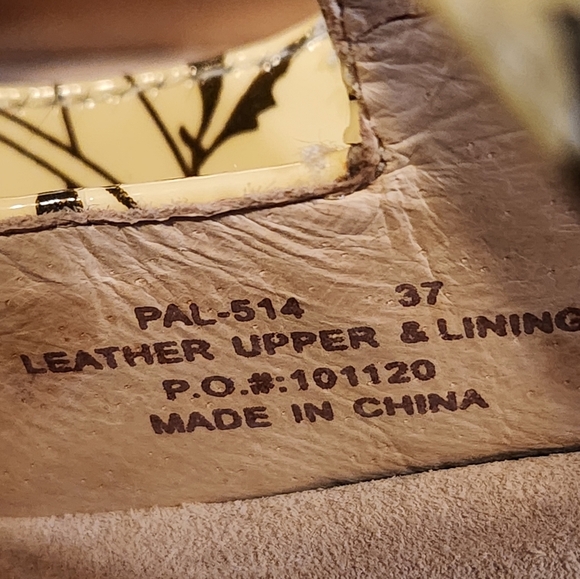 PAL-514 37
LEATHER UPPER & LINING
P.O.#:101120
MADE IN CHINA